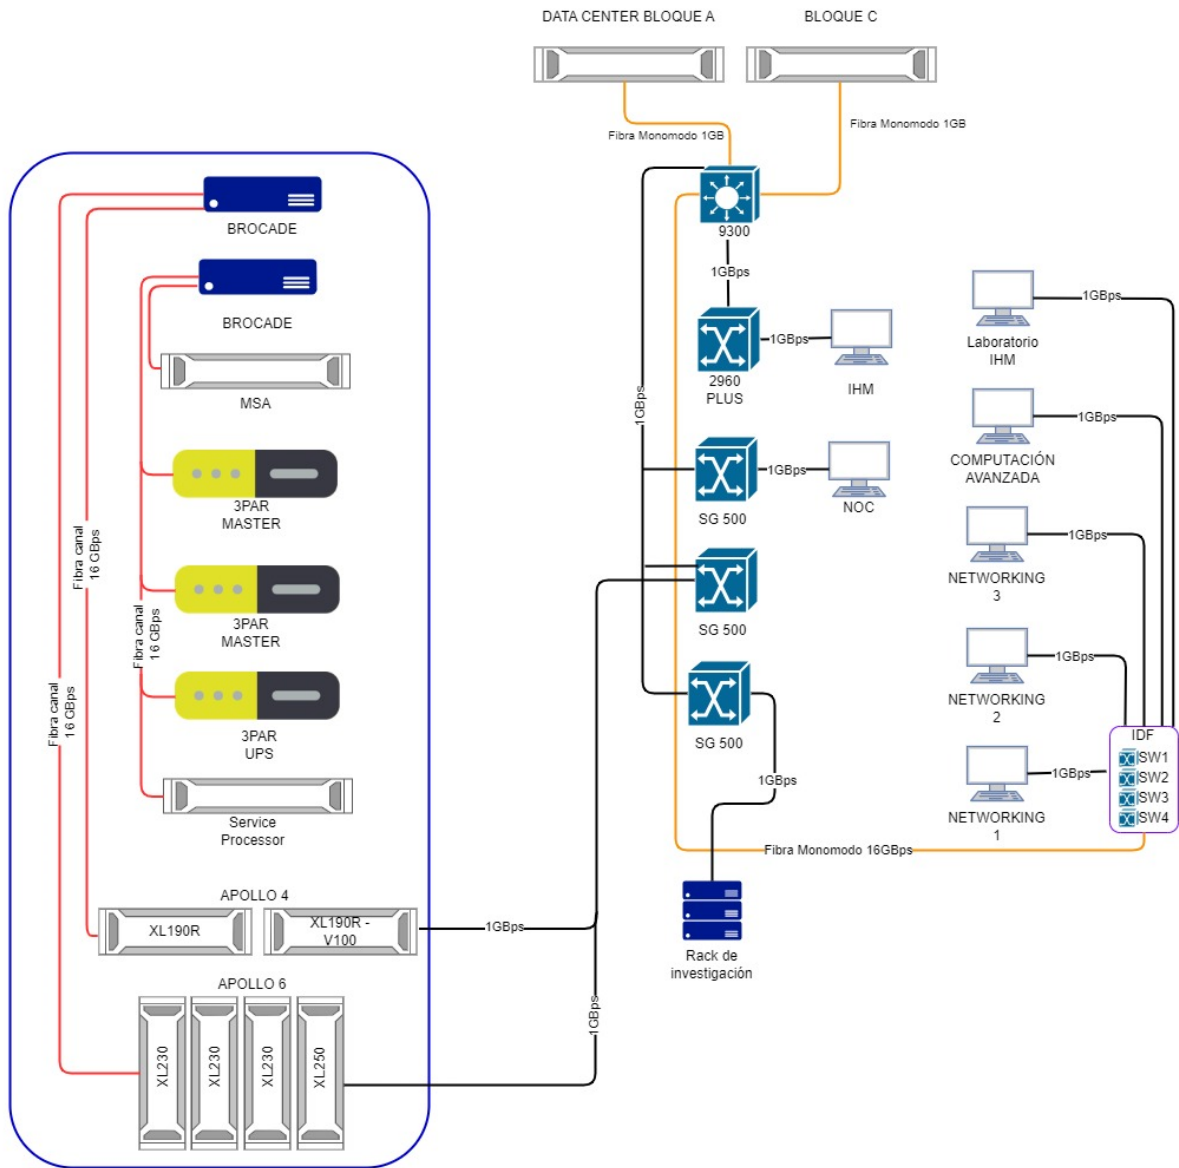 DATA CENTER BLOQUE A
BLOQUE C
Fibra Monomodo 1GB
Fibra Monomodo 1GB
9300
1GBps
2960
PLUS
1GBps
IHM
1GBps
SG 500
1GBps
NOC
SG 500
SG 500
1GBps
Rack de
investigación
Laboratorio
IHM
1GBps
COMPUTACIÓN
AVANZADA
1GBps
NETWORKING
3
1GBps
NETWORKING
2
1GBps
NETWORKING
1
1GBps
IDF
SW1
SW2
SW3
SW4
Fibra Monomodo 16GBps
BROCADE
BROCADE
MSA
3PAR
MASTER
3PAR
MASTER
3PAR
UPS
Service
Processor
Fibra canal
16 GBps
Fibra canal
16 GBps
Fibra canal
16 GBps
APOLLO 4
XL190R
XL190R -
V100
1GBps
APOLLO 6
XL230
XL230
XL230
XL250
1GBps